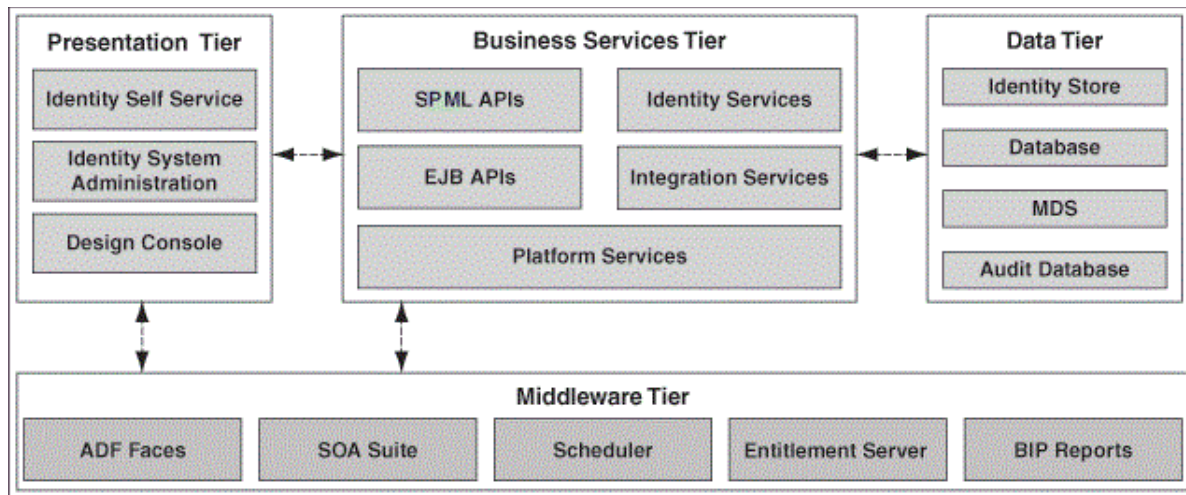 Presentation Tier
Identity Self Service
Identity System
Administration
Design Console
Business Services Tier
SPML APIs
Identity Services
EJB APIs
Integration Services
Platform Services
Data Tier
Identity Store
Database
MDS
Audit Database
Middleware Tier
ADF Faces
SOA Suite
Scheduler
Entitlement Server
BIP Reports